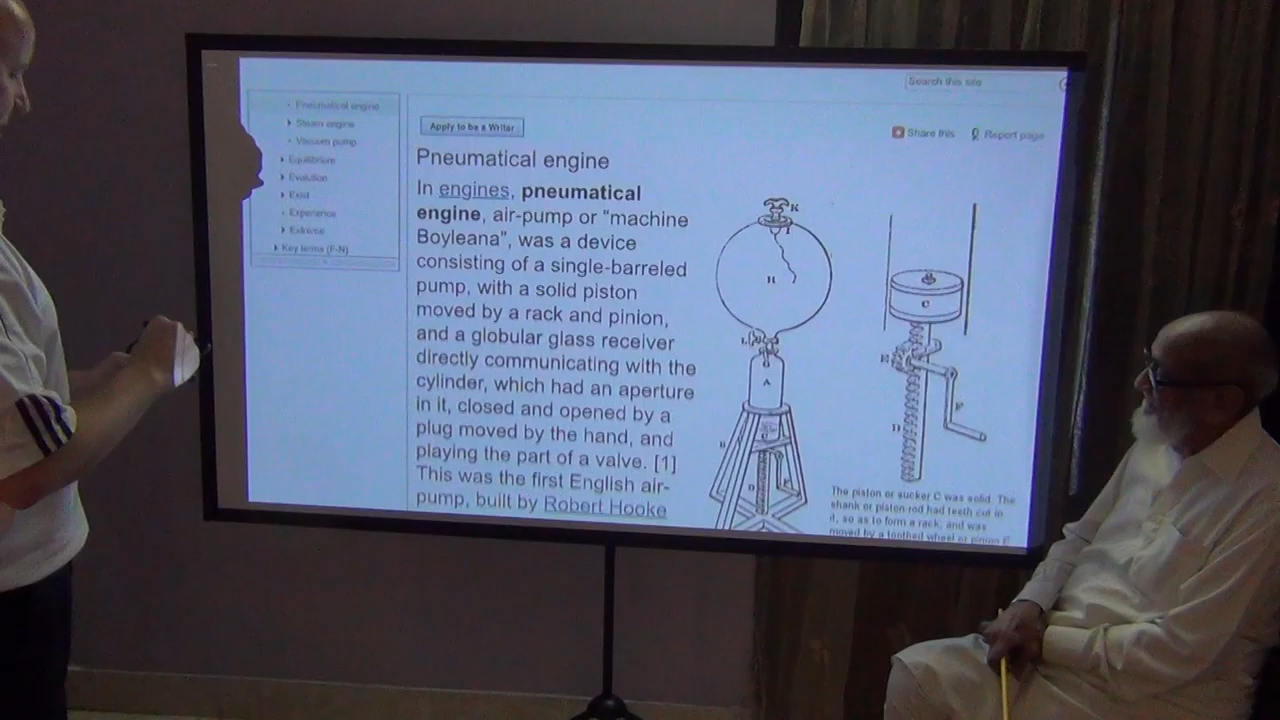 Search this site
Pneumatical engine
Steam engine
Vacuum pump
Equilibrium
Evolution
Exist
Experience
Extreme
Key terms (F-N)
Apply to be a Writer
Share this
Report page
Pneumatical engine
In engines, pneumatical
engine, air-pump or "machine
Boyleana", was a device
consisting of a single-barreled
pump, with a solid piston
moved by a rack and pinion,
and a globular glass receiver
directly communicating with the
cylinder, which had an aperture
in it, closed and opened by a
plug moved by the hand, and
playing the part of a valve. [1]
This was the first English air-
pump, built by Robert Hooke
K
I
L
A
B
D
C
E
F
D
The piston or sucker C was solid. The
shank or piston-rod had teeth cut in
it, so as to form a rack, and was
moved by a toothed wheel or pinion E